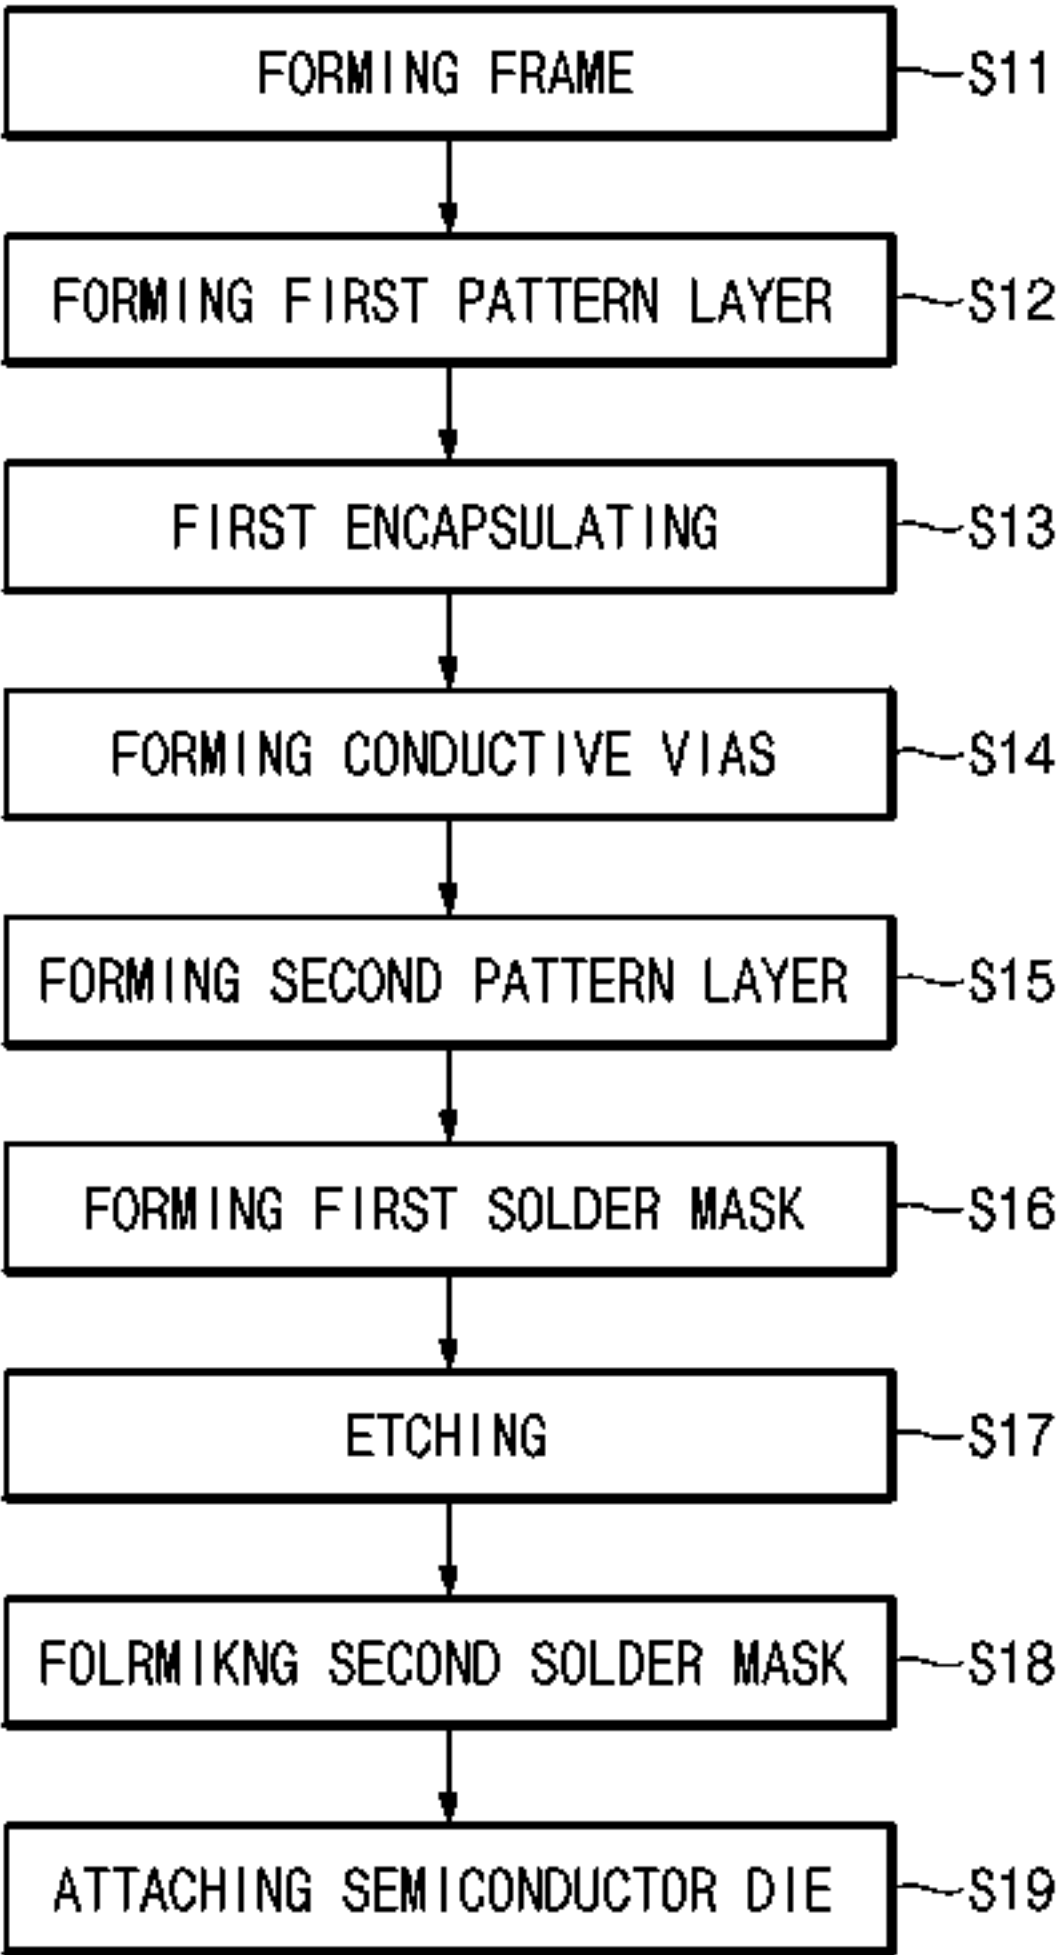 FORMING FRAME S11
FORMING FIRST PATTERN LAYER S12
FIRST ENCAPSULATING S13
FORMING CONDUCTIVE VIAS S14
FORMING SECOND PATTERN LAYER S15
FORMING FIRST SOLDER MASK S16
ETCHING S17
FOLRMIKNG SECOND SOLDER MASK S18
ATTACHING SEMICONDUCTOR DIE S19